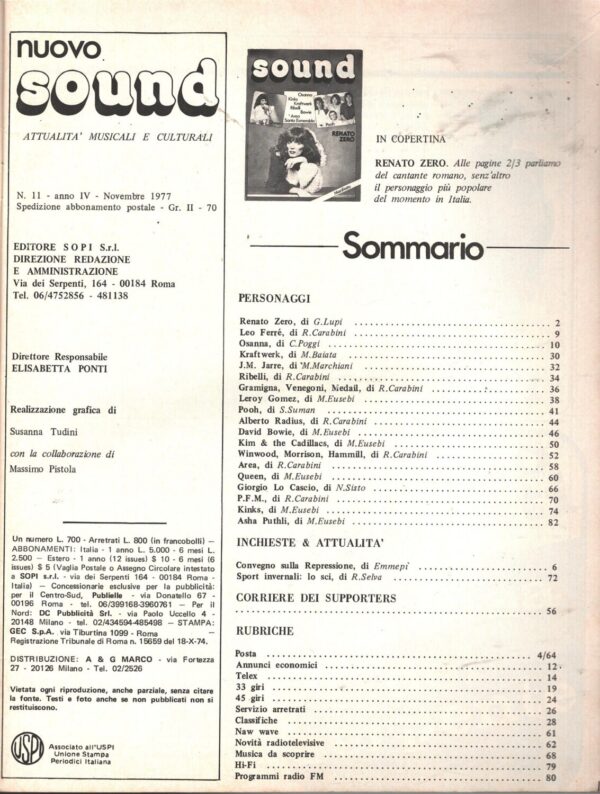 nuovo
sound
ATTUALITA' MUSICALI E CULTURALI
N. 11 - anno IV - Novembre 1977
Spedizione abbonamento postale - Gr. II - 70
EDITORE S O P I S.r.l.
DIREZIONE REDAZIONE
E AMMINISTRAZIONE
Via dei Serpenti, 164 - 00184 Roma
Tel. 06/4752856 - 481138
Direttore Responsabile
ELISABETTA PONTI
Realizzazione grafica di
Susanna Tudini
con la collaborazione di
Massimo Pistola
Un numero L. 700 - Arretrati L. 800 (in francobolli) —
ABBONAMENTI: Italia - 1 anno L. 5.000 - 6 mesi L.
2.500 — Estero - 1 anno (12 issues) $ 10 - 6 mesi (6
issues) $ 5 (Vaglia Postale o Assegno Circolare intestato
a SOPI s.r.l. - via dei Serpenti 164 - 00184 Roma -
Italia) — Concessionarie esclusive per la pubblicità:
per il Centro-Sud, Publielle - via Donatello 67 -
00196 Roma - tel. 06/399168-3960761 — Per il
Nord: DC Pubblicità Srl. - via Paolo Uccello 4 -
20148 Milano - tel. 02/434594-485498 — STAMPA:
GEC S.p.A. via Tiburtina 1099 - Roma —
Registrazione Tribunale di Roma n. 15659 del 18-X-74.
DISTRIBUZIONE: A & G MARCO - via Fortezza
27 - 20126 Milano - Tel. 02/2526
Vietata ogni riproduzione, anche parziale, senza citare
la fonte. Testi e foto anche se non pubblicati non si
restituiscono.
USPI
Associato all'USPI
Unione Stampa
Periodici Italiana
sound
Osanna
Kinks
Kraftwerk
Ribelli
Bowie
Area
Santa Esmeralda
Pooh
RENATO
ZERO
IN COPERTINA
RENATO ZERO. Alle pagine 2/3 parliamo
del cantante romano, senz'altro
il personaggio più popolare
del momento in Italia.
Sommario
PERSONAGGI
Renato Zero, di G.Lupi 2
Leo Ferré, di R.Carabini 9
Osanna, di C.Poggi 10
Kraftwerk, di M.Baiata 30
J.M. Jarre, di M.Marchiani 32
Ribelli, di R.Carabini 34
Gramigna, Venegoni, Nedail, di R.Carabini 36
Leroy Gomez, di M.Eusebi 38
Pooh, di S.Suman 41
Alberto Radius, di R.Carabini 44
David Bowie, di M.Eusebi 46
Kim & the Cadillacs, di M.Eusebi 50
Winwood, Morrison, Hammill, di R.Carabini 52
Area, di R.Carabini 58
Queen, di M.Eusebi 60
Giorgio Lo Cascio, di N.Sisto 66
P.F.M., di R.Carabini 70
Kinks, di M.Eusebi 74
Asha Puthli, di M.Eusebi 82
INCHIESTE & ATTUALITA'
Convegno sulla Repressione, di Emmepi' 6
Sport invernali: lo sci, di R.Selva 72
CORRIERE DEI SUPPORTERS
56
RUBRICHE
Posta 4/64
Annunci economici 12
Telex 14
33 giri 19
45 giri 24
Servizio arretrati 26
Classifiche 28
Naw wave 61
Novità radiotelevisive 62
Musica da scoprire 68
Hi-Fi 79
Programmi radio FM 80